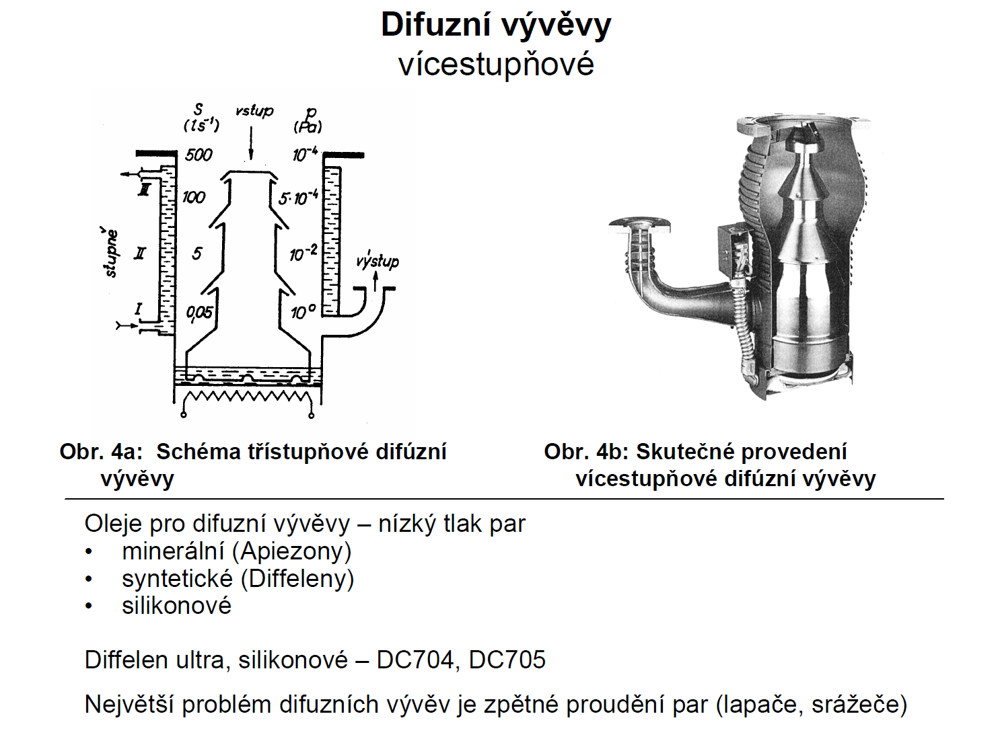 Difuzní vývěvy
vícestupňové
S
(ls⁻¹)
vstup
p
(Pa)
500
10⁻⁴
III
100
5·10⁻⁴
stupně
II
5
10⁻²
výstup
I
0,05
10⁰
Obr. 4a: Schéma třístupňové difúzní
vývěvy
Obr. 4b: Skutečné provedení
vícestupňové difúzní vývěvy
Oleje pro difuzní vývěvy – nízký tlak par
• minerální (Apiezony)
• syntetické (Diffeleny)
• silikonové
Diffelen ultra, silikonové – DC704, DC705
Největší problém difuzních vývěv je zpětné proudění par (lapače, srážeče)